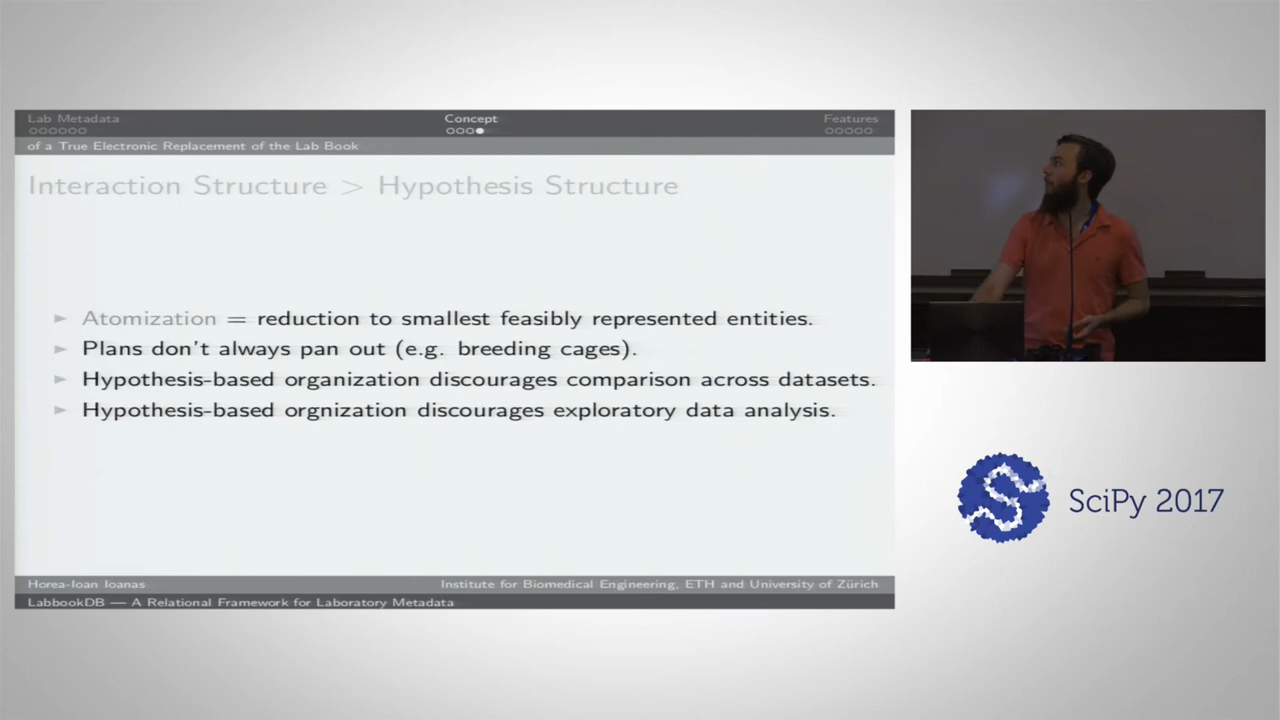 Lab Metadata
Concept
Features
of a True Electronic Replacement of the Lab Book
Interaction Structure > Hypothesis Structure
Atomization = reduction to smallest feasibly represented entities.
Plans don't always pan out (e.g. breeding cages).
Hypothesis-based organization discourages comparison across datasets.
Hypothesis-based orgnization discourages exploratory data analysis.
Horea-Ioan Ioanas
Institute for Biomedical Engineering, ETH and University of Zürich
LabbookDB — A Relational Framework for Laboratory Metadata
SciPy 2017